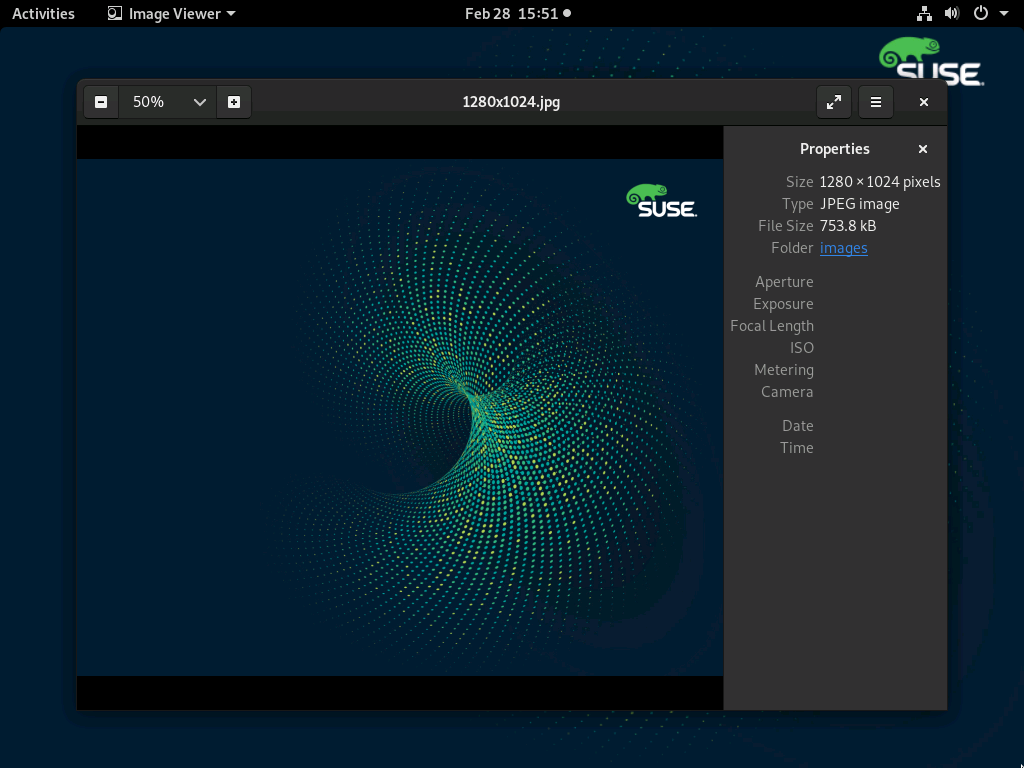 Activities Image Viewer Feb 28 15:51
SUSE
50% 1280x1024.jpg
Properties
Size 1280 × 1024 pixels
Type JPEG image
File Size 753.8 kB
Folder images
Aperture
Exposure
Focal Length
ISO
Metering
Camera
Date
Time
SUSE